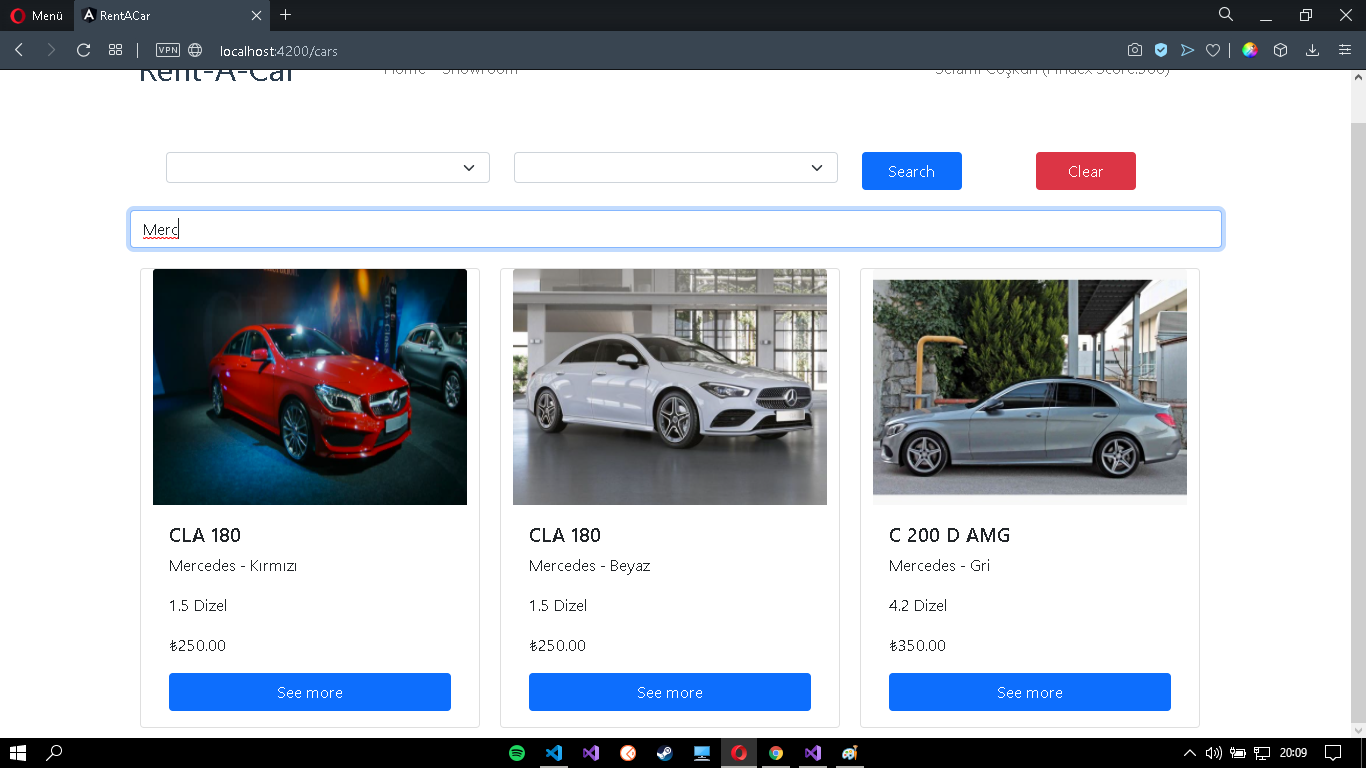 Menü
RentACar
VPN
localhost:4200/cars
Rent-A-Car
Home
Showroom
Selami Coşkun (Findex Score:500)
Search
Clear
Merc
CLA 180
Mercedes - Kırmızı
1.5 Dizel
₺250.00
See more
CLA 180
Mercedes - Beyaz
1.5 Dizel
₺250.00
See more
C 200 D AMG
Mercedes - Gri
4.2 Dizel
₺350.00
See more
20:09